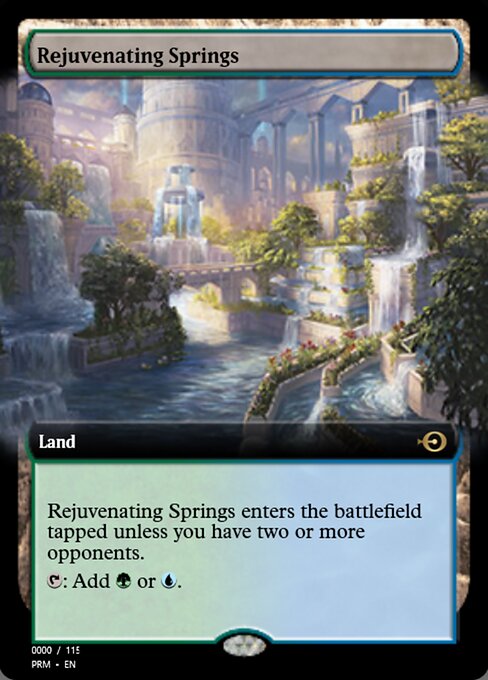 Rejuvenating Springs
Land
Rejuvenating Springs enters the battlefield
tapped unless you have two or more
opponents.
: Add or .
0000 / 115
PRM • EN